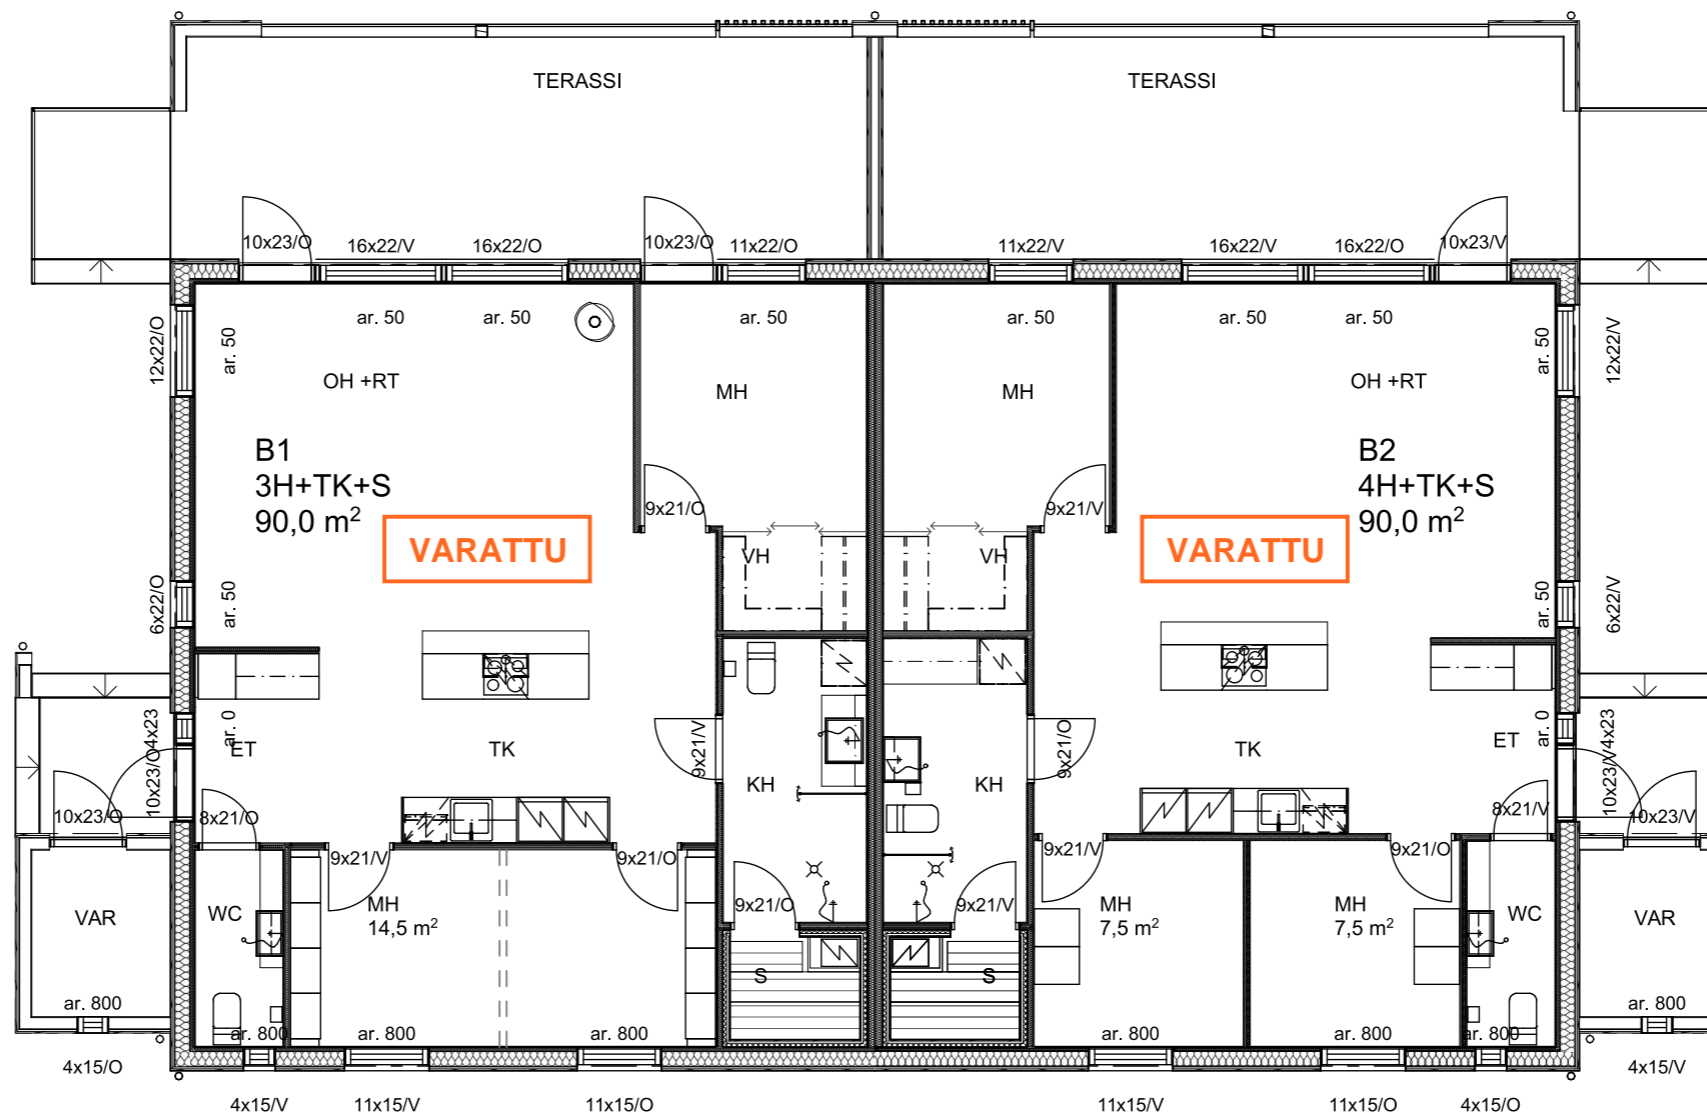 TERASSI
TERASSI
10x23/O
16x22/V
16x22/O
10x23/O
11x22/O
11x22/V
16x22/V
16x22/O
10x23/V
12x22/O
ar. 50
ar. 50
ar. 50
ar. 50
ar. 50
ar. 50
ar. 50
ar. 50
12x22/V
OH +RT
MH
MH
OH +RT
B1
3H+TK+S
90,0 m²
B2
4H+TK+S
90,0 m²
9x21/O
9x21/V
VARATTU
VARATTU
VH
VH
6x22/O
ar. 50
ar. 50
6x22/V
10x23/O
4x23
ar. 0
ET
TK
9x21/V
KH
KH
9x21/O
TK
ET
ar. 0
10x23/V
4x23
10x23/O
8x21/O
8x21/V
10x23/V
9x21/V
9x21/O
9x21/V
9x21/O
VAR
WC
MH
14,5 m²
9x21/O
9x21/V
MH
7,5 m²
MH
7,5 m²
WC
VAR
S
S
ar. 800
ar. 800
ar. 800
ar. 800
ar. 800
ar. 800
ar. 800
ar. 800
4x15/O
4x15/V
4x15/V
11x15/V
11x15/O
11x15/V
11x15/O
4x15/O